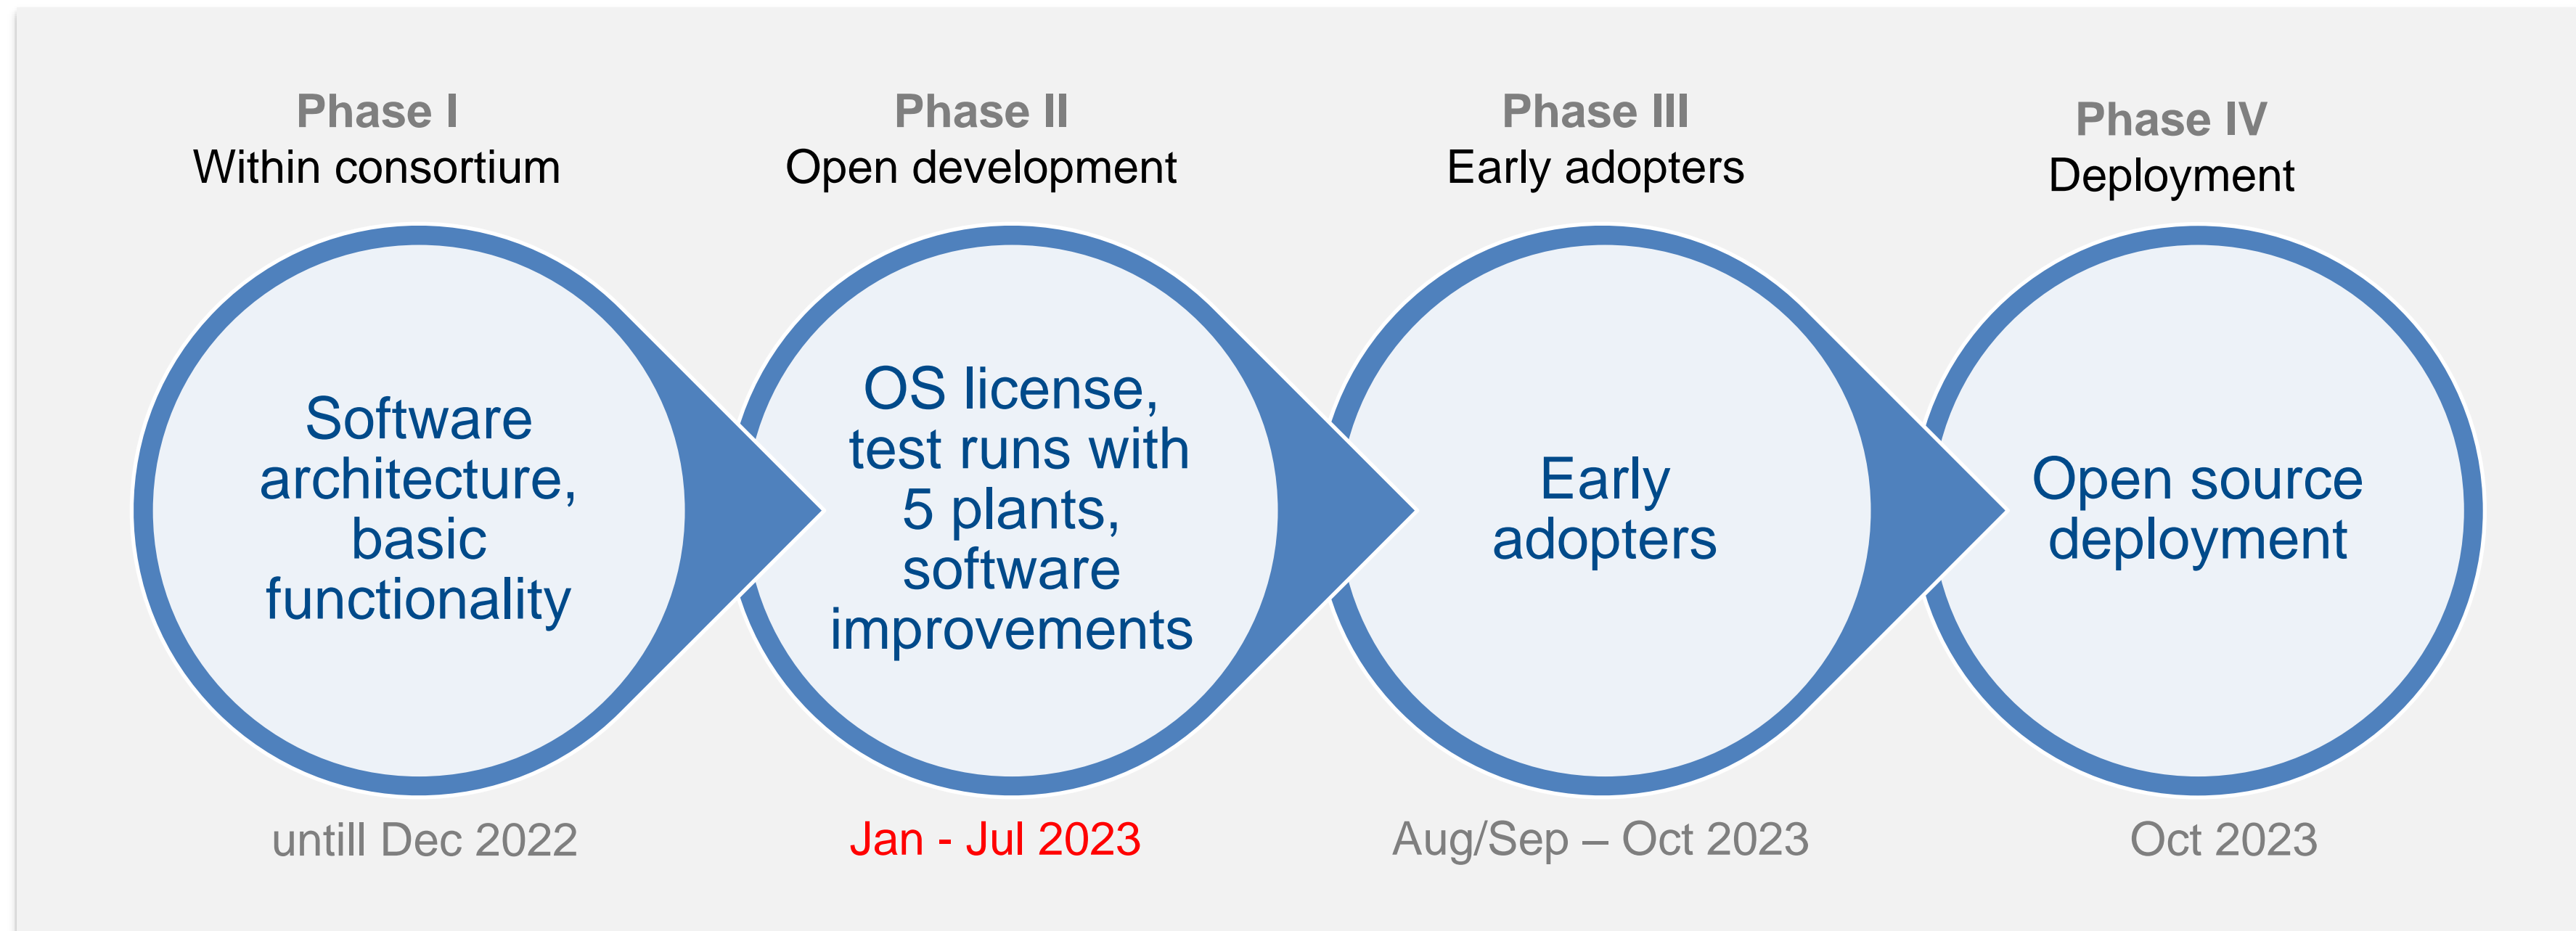 Phase I
Within consortium
Software
architecture,
basic
functionality
untill Dec 2022
Phase II
Open development
OS license,
test runs with
5 plants,
software
improvements
Jan - Jul 2023
Phase III
Early adopters
Early
adopters
Aug/Sep – Oct 2023
Phase IV
Deployment
Open source
deployment
Oct 2023